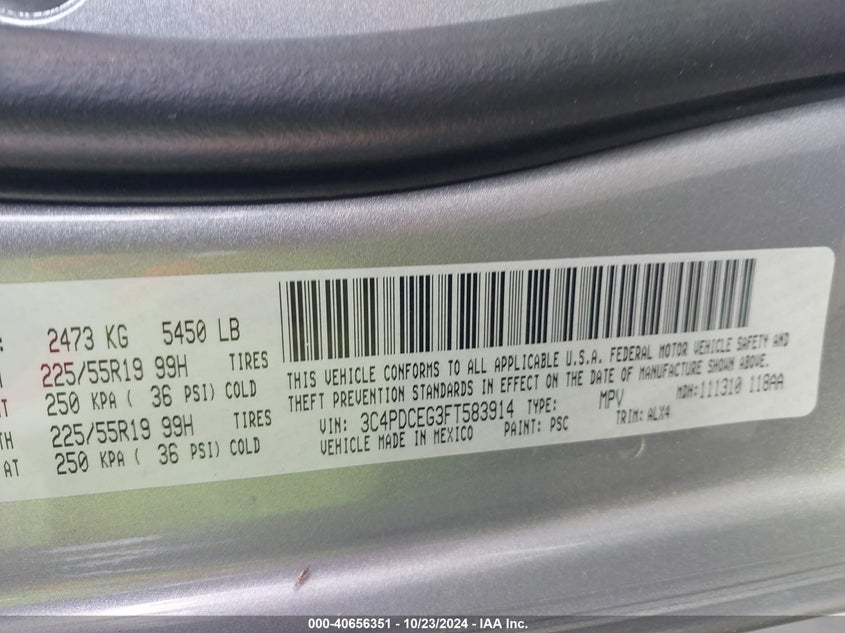 2473 KG 5450 LB
225/55R19 99H TIRES
250 KPA ( 36 PSI) COLD
TH 225/55R19 99H TIRES
AT 250 KPA ( 36 PSI) COLD
THIS VEHICLE CONFORMS TO ALL APPLICABLE U.S.A. FEDERAL MOTOR VEHICLE SAFETY AND
THEFT PREVENTION STANDARDS IN EFFECT ON THE DATE OF MANUFACTURE SHOWN ABOVE.
VIN: 3C4PDCEG3FT583914 TYPE: MPV MDH:111310 118AA
VEHICLE MADE IN MEXICO PAINT: PSC TRIM: ALX4
000-40656351 - 10/23/2024 - IAA Inc.